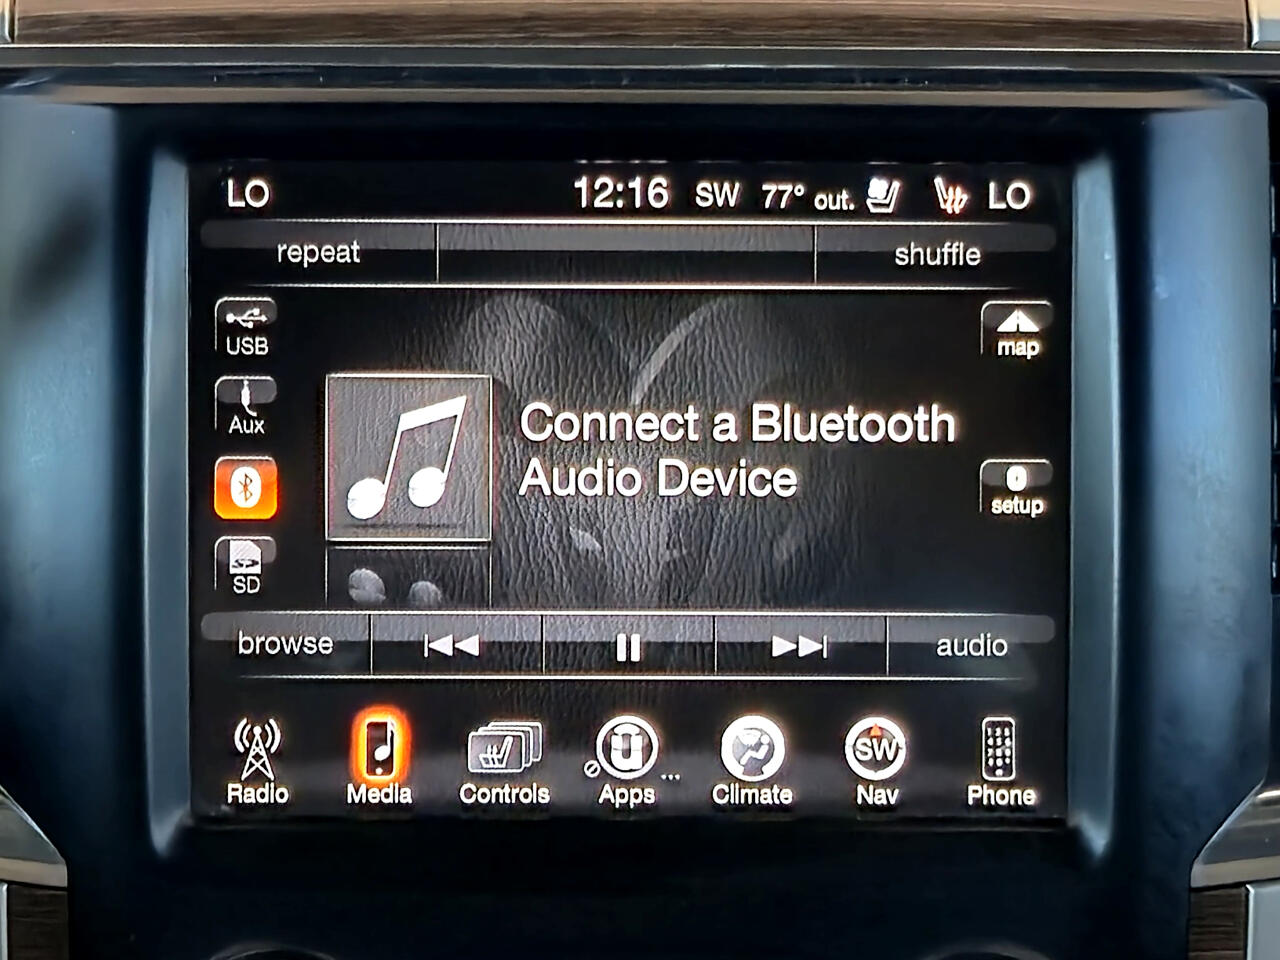 LO 12:16 SW 77° out. LO
repeat shuffle
USB
map
Aux
Connect a Bluetooth
Audio Device
setup
SD
browse audio
SW
Radio Media Controls Apps ... Climate Nav Phone